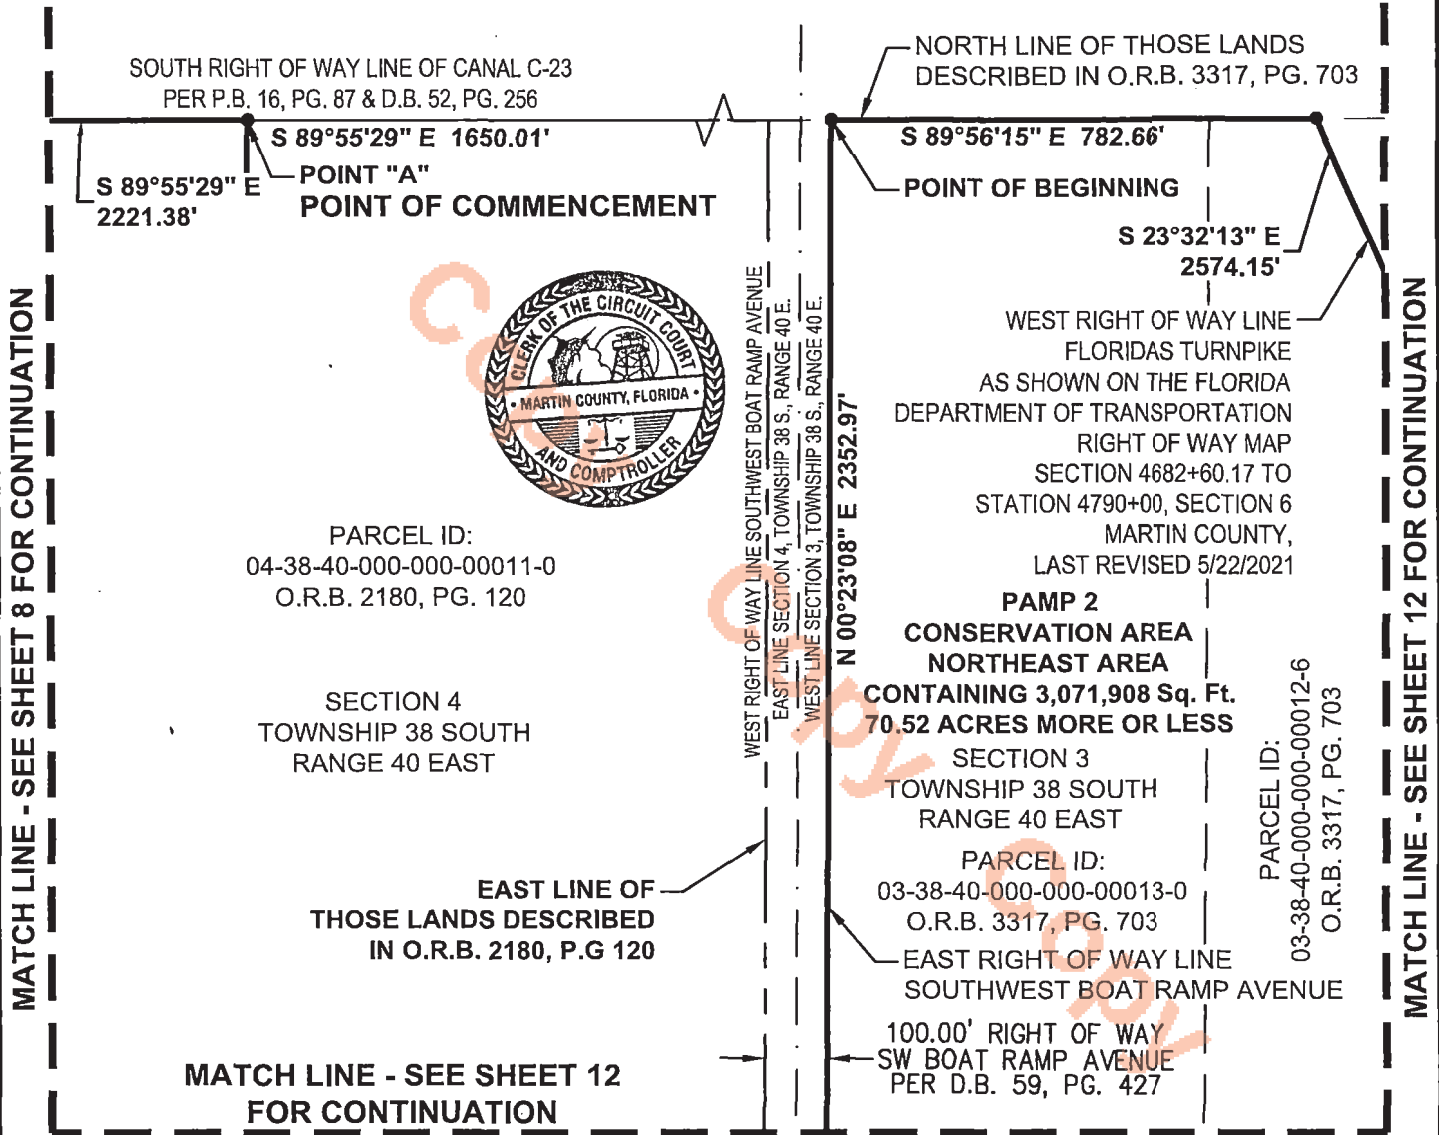 SOUTH RIGHT OF WAY LINE OF CANAL C-23
PER P.B. 16, PG. 87 & D.B. 52, PG. 256
S 89°55'29" E 1650.01'
POINT "A"
POINT OF COMMENCEMENT
S 89°55'29" E
2221.38'
NORTH LINE OF THOSE LANDS
DESCRIBED IN O.R.B. 3317, PG. 703
S 89°56'15" E 782.66'
POINT OF BEGINNING
S 23°32'13" E
2574.15'
WEST RIGHT OF WAY LINE
FLORIDAS TURNPIKE
AS SHOWN ON THE FLORIDA
DEPARTMENT OF TRANSPORTATION
RIGHT OF WAY MAP
SECTION 4682+60.17 TO
STATION 4790+00, SECTION 6
MARTIN COUNTY,
LAST REVISED 5/22/2021
MATCH LINE - SEE SHEET 8 FOR CONTINUATION
CLERK OF THE CIRCUIT COURT
• MARTIN COUNTY, FLORIDA •
AND COMPTROLLER
PARCEL ID:
04-38-40-000-000-00011-0
O.R.B. 2180, PG. 120
SECTION 4
TOWNSHIP 38 SOUTH
RANGE 40 EAST
WEST RIGHT OF WAY LINE SOUTHWEST BOAT RAMP AVENUE
EAST LINE SECTION 4, TOWNSHIP 38 S., RANGE 40 E.
WEST LINE SECTION 3, TOWNSHIP 38 S., RANGE 40 E.
N 00°23'08" E 2352.97'
PAMP 2
CONSERVATION AREA
NORTHEAST AREA
CONTAINING 3,071,908 Sq. Ft.
70.52 ACRES MORE OR LESS
SECTION 3
TOWNSHIP 38 SOUTH
RANGE 40 EAST
PARCEL ID:
03-38-40-000-000-00013-0
O.R.B. 3317, PG. 703
PARCEL ID:
03-38-40-000-000-00012-6
O.R.B. 3317, PG. 703
MATCH LINE - SEE SHEET 12 FOR CONTINUATION
EAST LINE OF
THOSE LANDS DESCRIBED
IN O.R.B. 2180, P.G 120
EAST RIGHT OF WAY LINE
SOUTHWEST BOAT RAMP AVENUE
100.00' RIGHT OF WAY
SW BOAT RAMP AVENUE
PER D.B. 59, PG. 427
MATCH LINE - SEE SHEET 12
FOR CONTINUATION
Copy
Copy
Copy